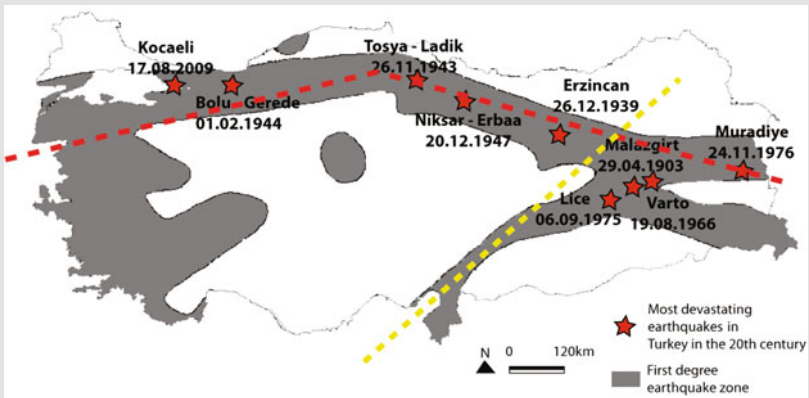 Kocaeli
17.08.2009
Tosya - Ladik
26.11.1943
Bolu - Gerede
01.02.1944
Niksar - Erbaa
20.12.1947
Erzincan
26.12.1939
Malazgirt
29.04.1903
Muradiye
24.11.1976
Lice
06.09.1975
Varto
19.08.1966
N
0 120km
Most devastating
earthquakes in
Turkey in the 20th century
First degree
earthquake zone